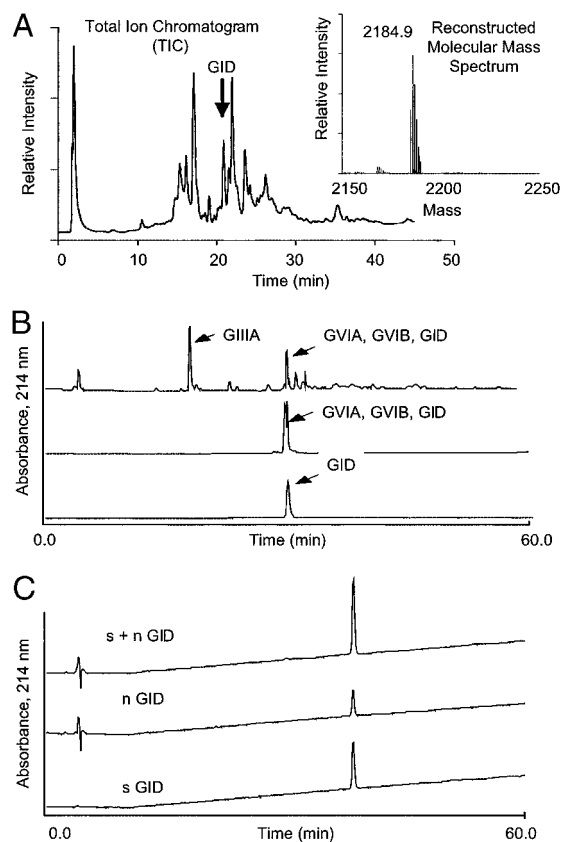 A
Total Ion Chromatogram
(TIC)
GID
Relative Intensity
0
10
20
30
40
50
Time (min)
2184.9
Reconstructed
Molecular Mass
Spectrum
Relative Intensity
2150
2200
2250
Mass
B
GIIIA
GVIA, GVIB, GID
GVIA, GVIB, GID
GID
Absorbance, 214 nm
0.0
Time (min)
60.0
C
s + n GID
n GID
s GID
Absorbance, 214 nm
0.0
Time (min)
60.0